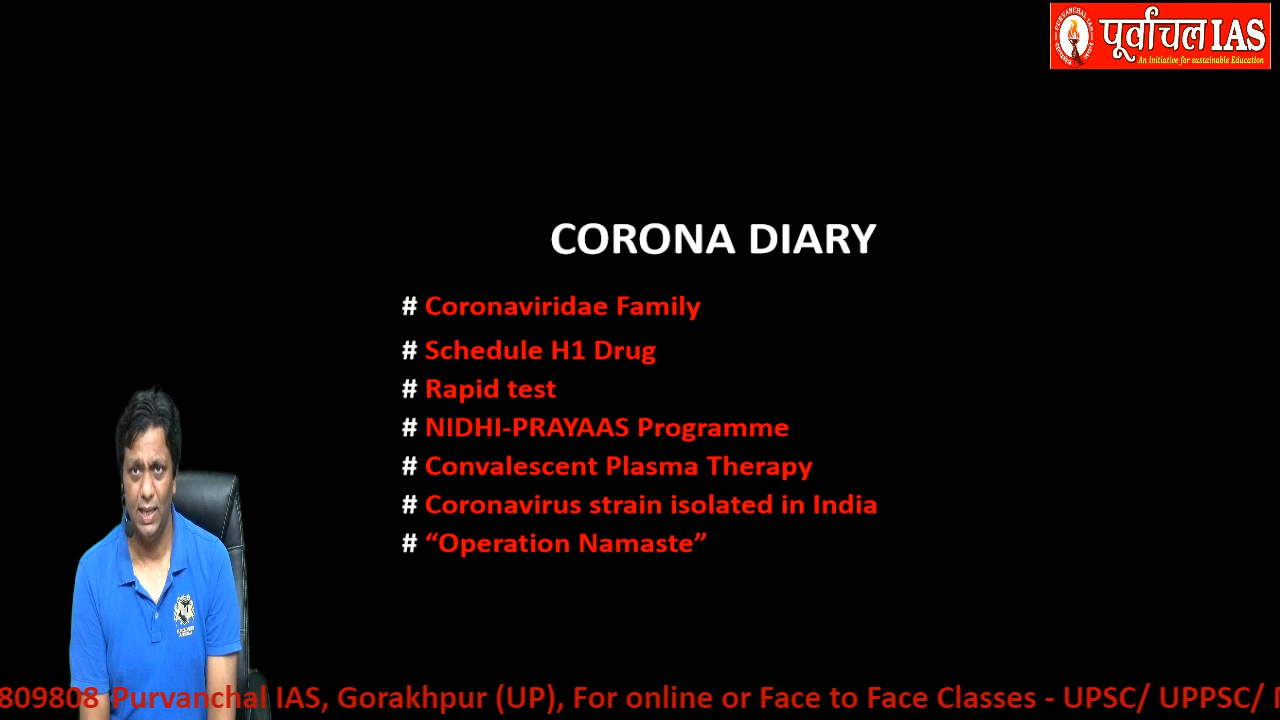 पूर्वांचल IAS
An Initiative for sustainable Education
CORONA DIARY
# Coronaviridae Family
# Schedule H1 Drug
# Rapid test
# NIDHI-PRAYAAS Programme
# Convalescent Plasma Therapy
# Coronavirus strain isolated in India
# “Operation Namaste”
809808 Purvanchal IAS, Gorakhpur (UP), For online or Face to Face Classes - UPSC/ UPPSC/